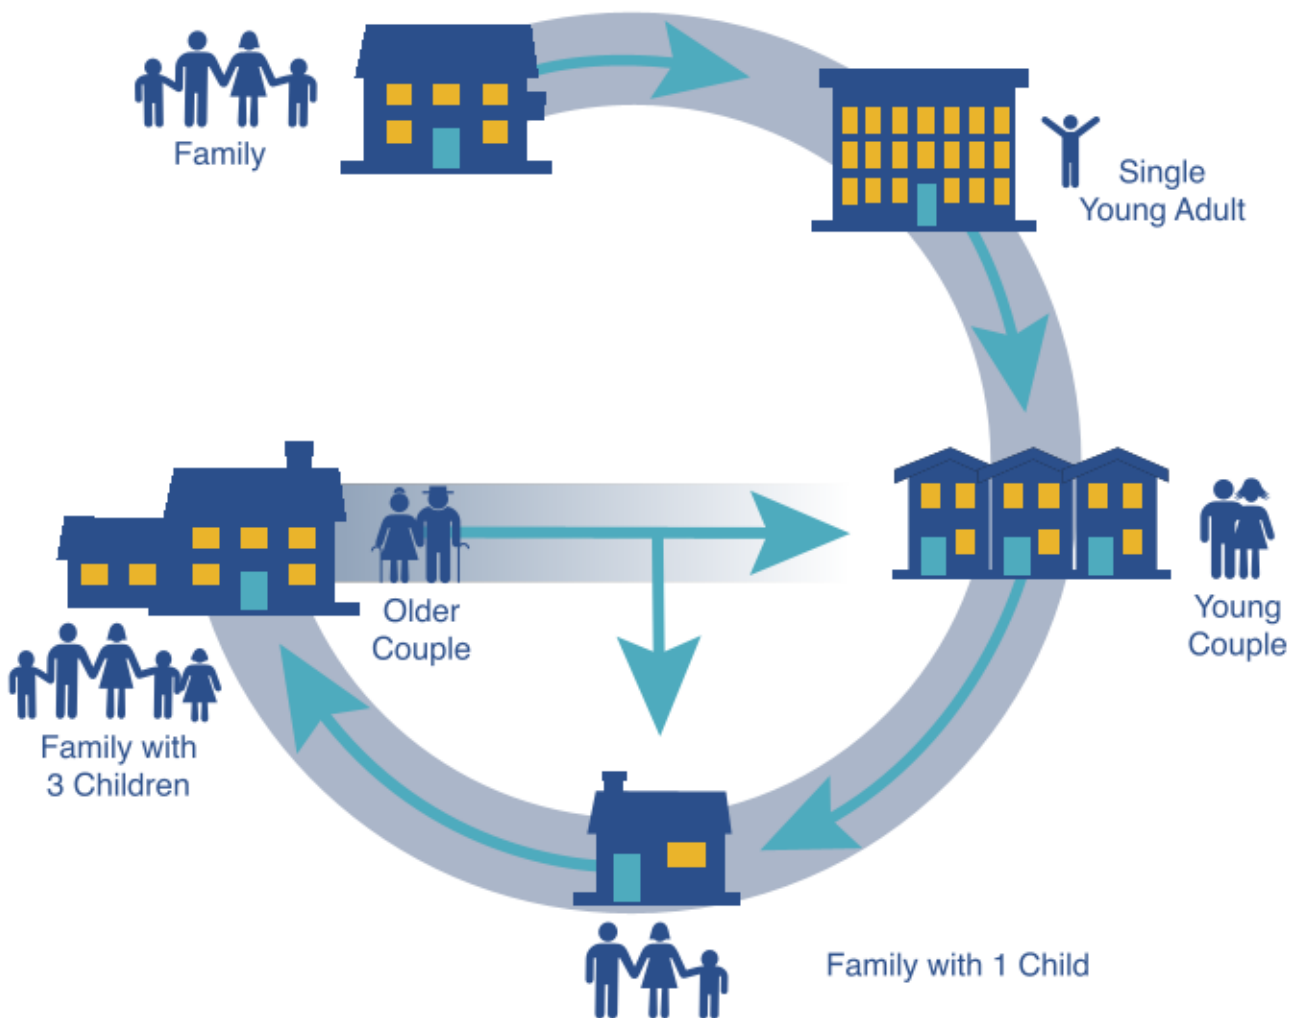 Family
Single
Young Adult
Older
Couple
Young
Couple
Family with
3 Children
Family with 1 Child